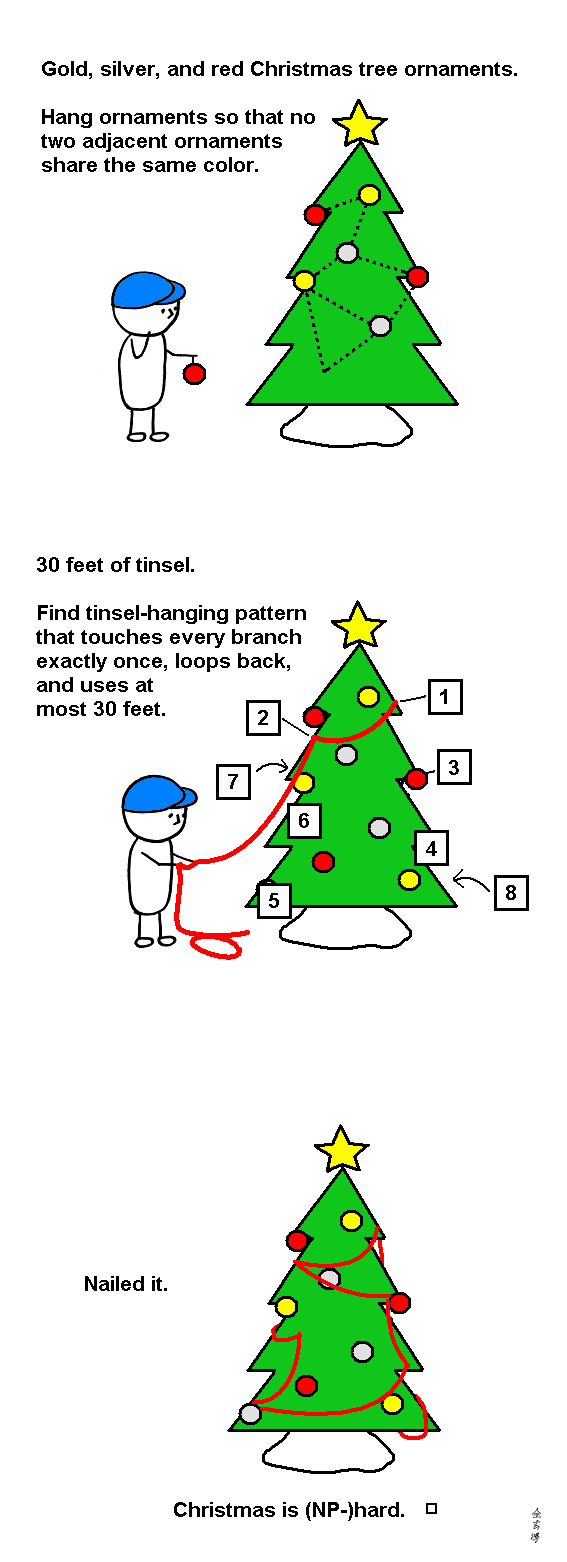 Gold, silver, and red Christmas tree ornaments.
Hang ornaments so that no
two adjacent ornaments
share the same color.
30 feet of tinsel.
Find tinsel-hanging pattern
that touches every branch
exactly once, loops back,
and uses at
most 30 feet.
1
2
3
7
6
4
5
8
Nailed it.
Christmas is (NP-)hard. □